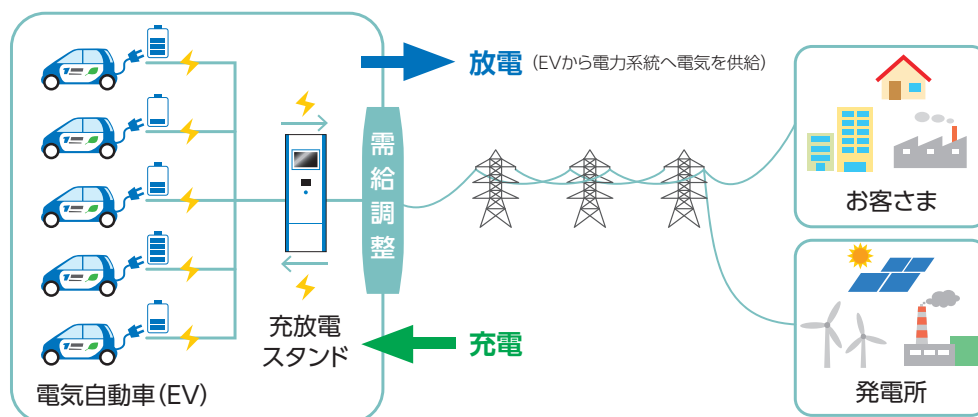 放電 (EVから電力系統へ電気を供給)
需給調整
お客さま
充放電
スタンド
充電
電気自動車(EV)
発電所